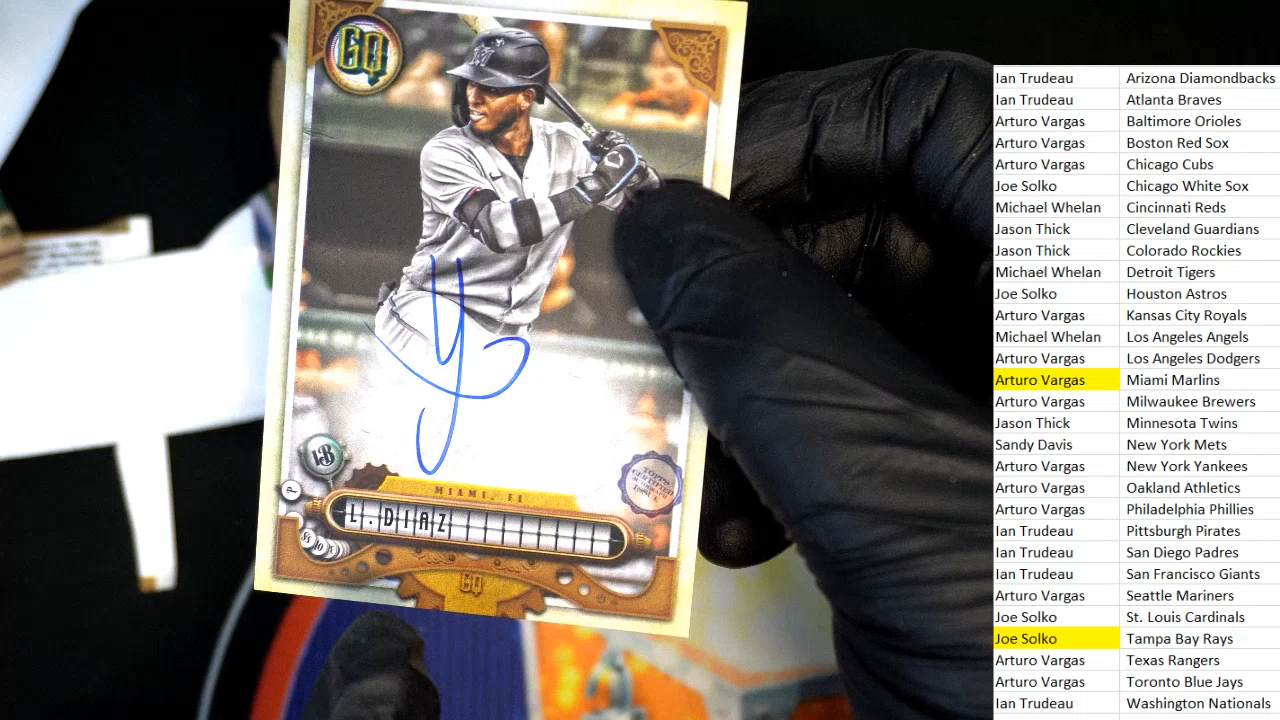 GQ
MIAMI, FL
1B
TOPPS
CERTIFIED
ISSUE
L.DIAZ
GQ
Ian Trudeau Arizona Diamondbacks
Ian Trudeau Atlanta Braves
Arturo Vargas Baltimore Orioles
Arturo Vargas Boston Red Sox
Arturo Vargas Chicago Cubs
Joe Solko Chicago White Sox
Michael Whelan Cincinnati Reds
Jason Thick Cleveland Guardians
Jason Thick Colorado Rockies
Michael Whelan Detroit Tigers
Joe Solko Houston Astros
Arturo Vargas Kansas City Royals
Michael Whelan Los Angeles Angels
Arturo Vargas Los Angeles Dodgers
Arturo Vargas Miami Marlins
Arturo Vargas Milwaukee Brewers
Jason Thick Minnesota Twins
Sandy Davis New York Mets
Arturo Vargas New York Yankees
Arturo Vargas Oakland Athletics
Arturo Vargas Philadelphia Phillies
Ian Trudeau Pittsburgh Pirates
Ian Trudeau San Diego Padres
Ian Trudeau San Francisco Giants
Arturo Vargas Seattle Mariners
Joe Solko St. Louis Cardinals
Joe Solko Tampa Bay Rays
Arturo Vargas Texas Rangers
Arturo Vargas Toronto Blue Jays
Ian Trudeau Washington Nationals